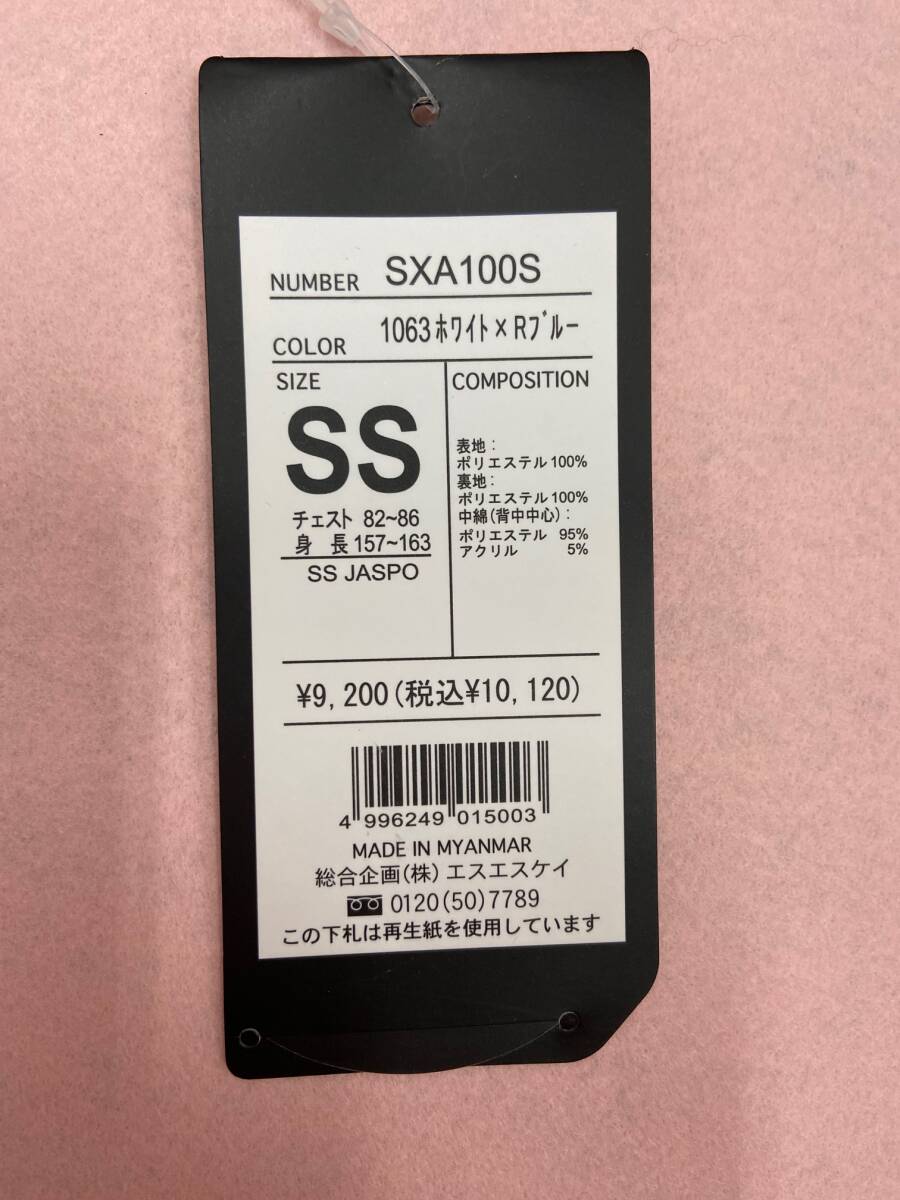 NUMBER SXA100S
COLOR 1063ﾎﾜｲﾄ×Rﾌﾞﾙｰ
SIZE
SS
チェスト 82~86
身 長 157~163
SS JASPO
COMPOSITION
表地:
ポリエステル100%
裏地:
ポリエステル100%
中綿(背中中心):
ポリエステル 95%
アクリル 5%
¥9,200(税込¥10,120)
4 996249 015003
MADE IN MYANMAR
総合企画(株)エスエスケイ
0120(50)7789
この下札は再生紙を使用しています